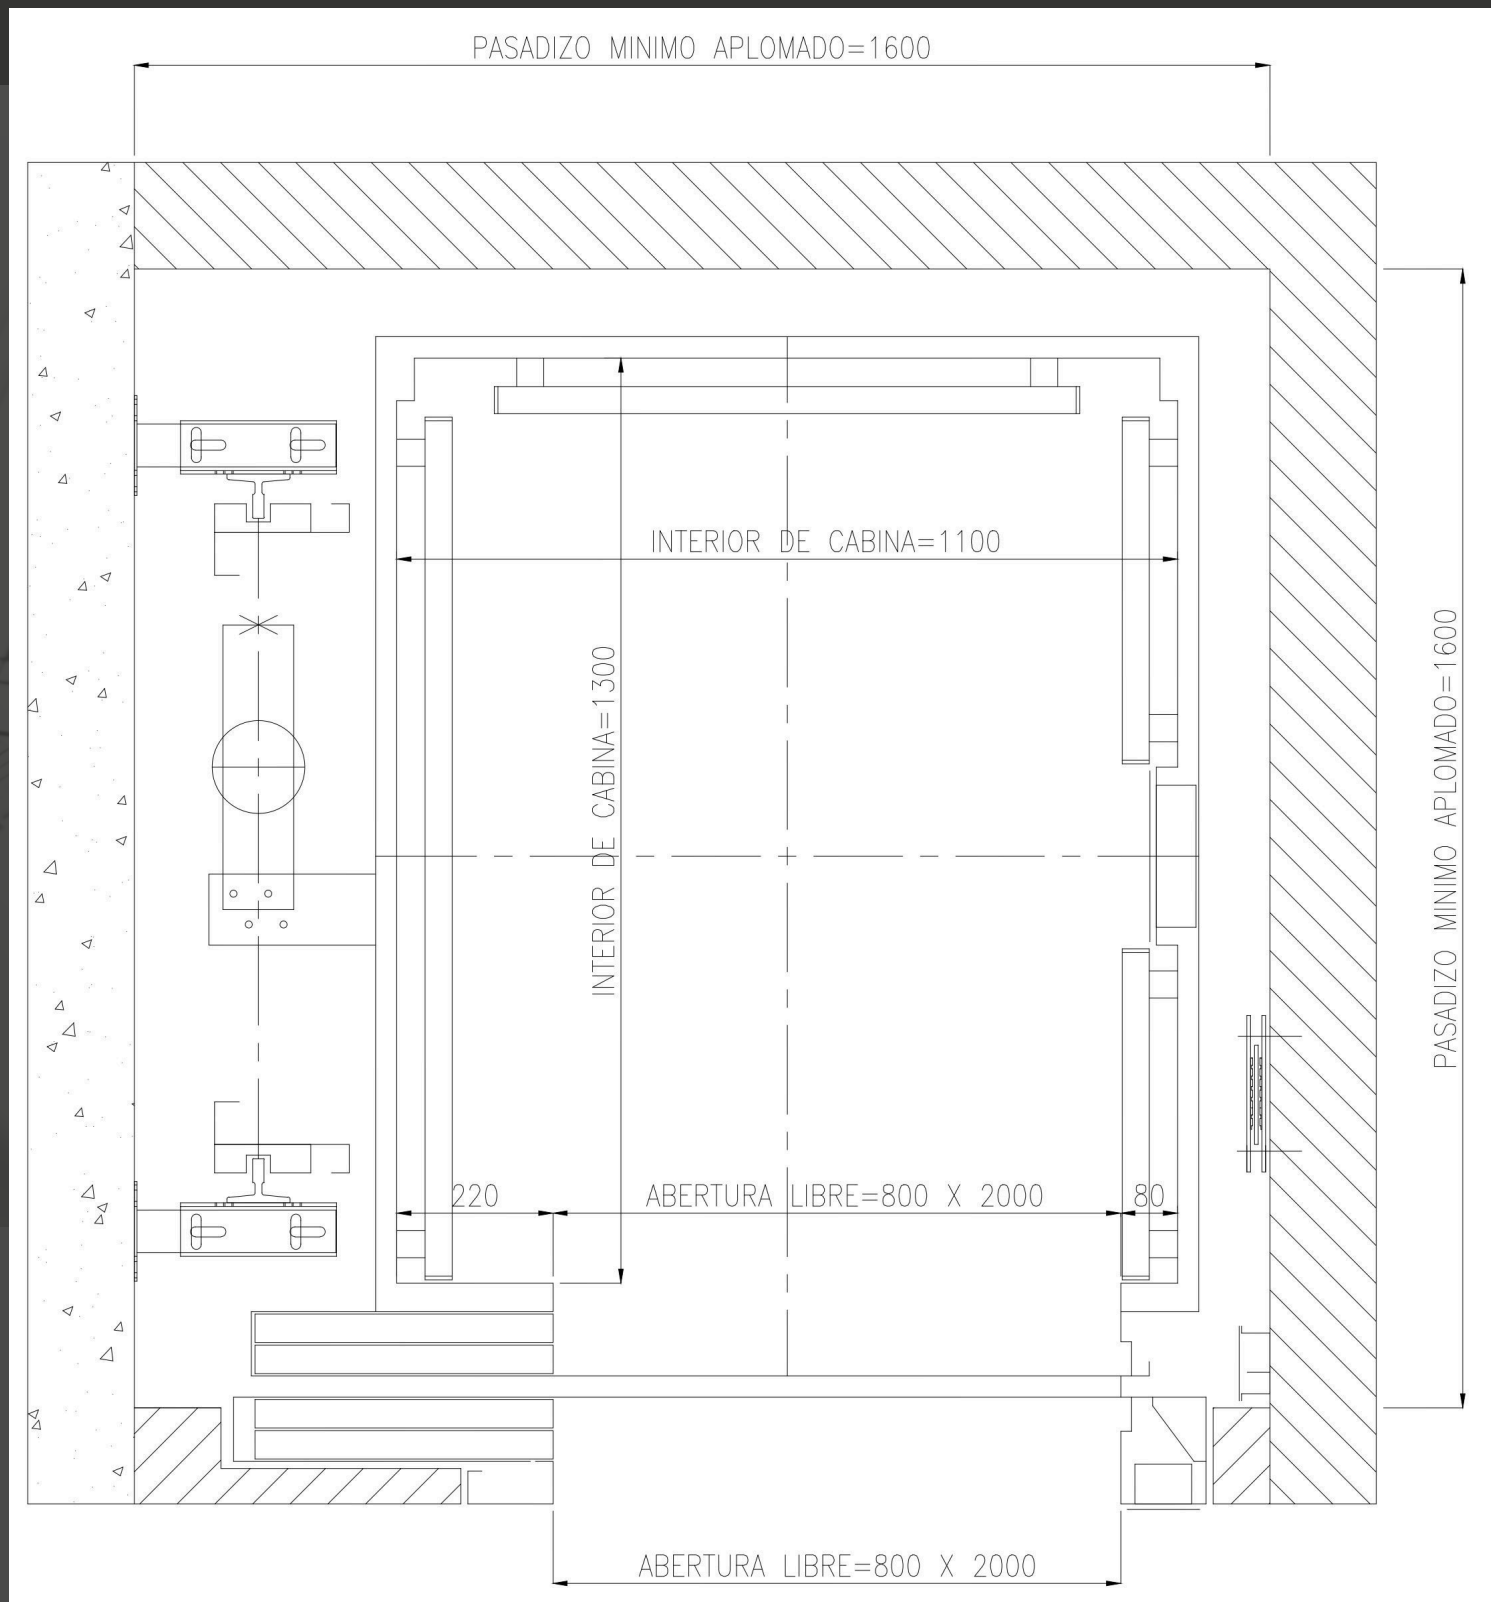 PASADIZO MINIMO APLOMADO=1600
INTERIOR DE CABINA=1100
INTERIOR DE CABINA=1300
PASADIZO MINIMO APLOMADO=1600
220
ABERTURA LIBRE=800 X 2000
80
ABERTURA LIBRE=800 X 2000